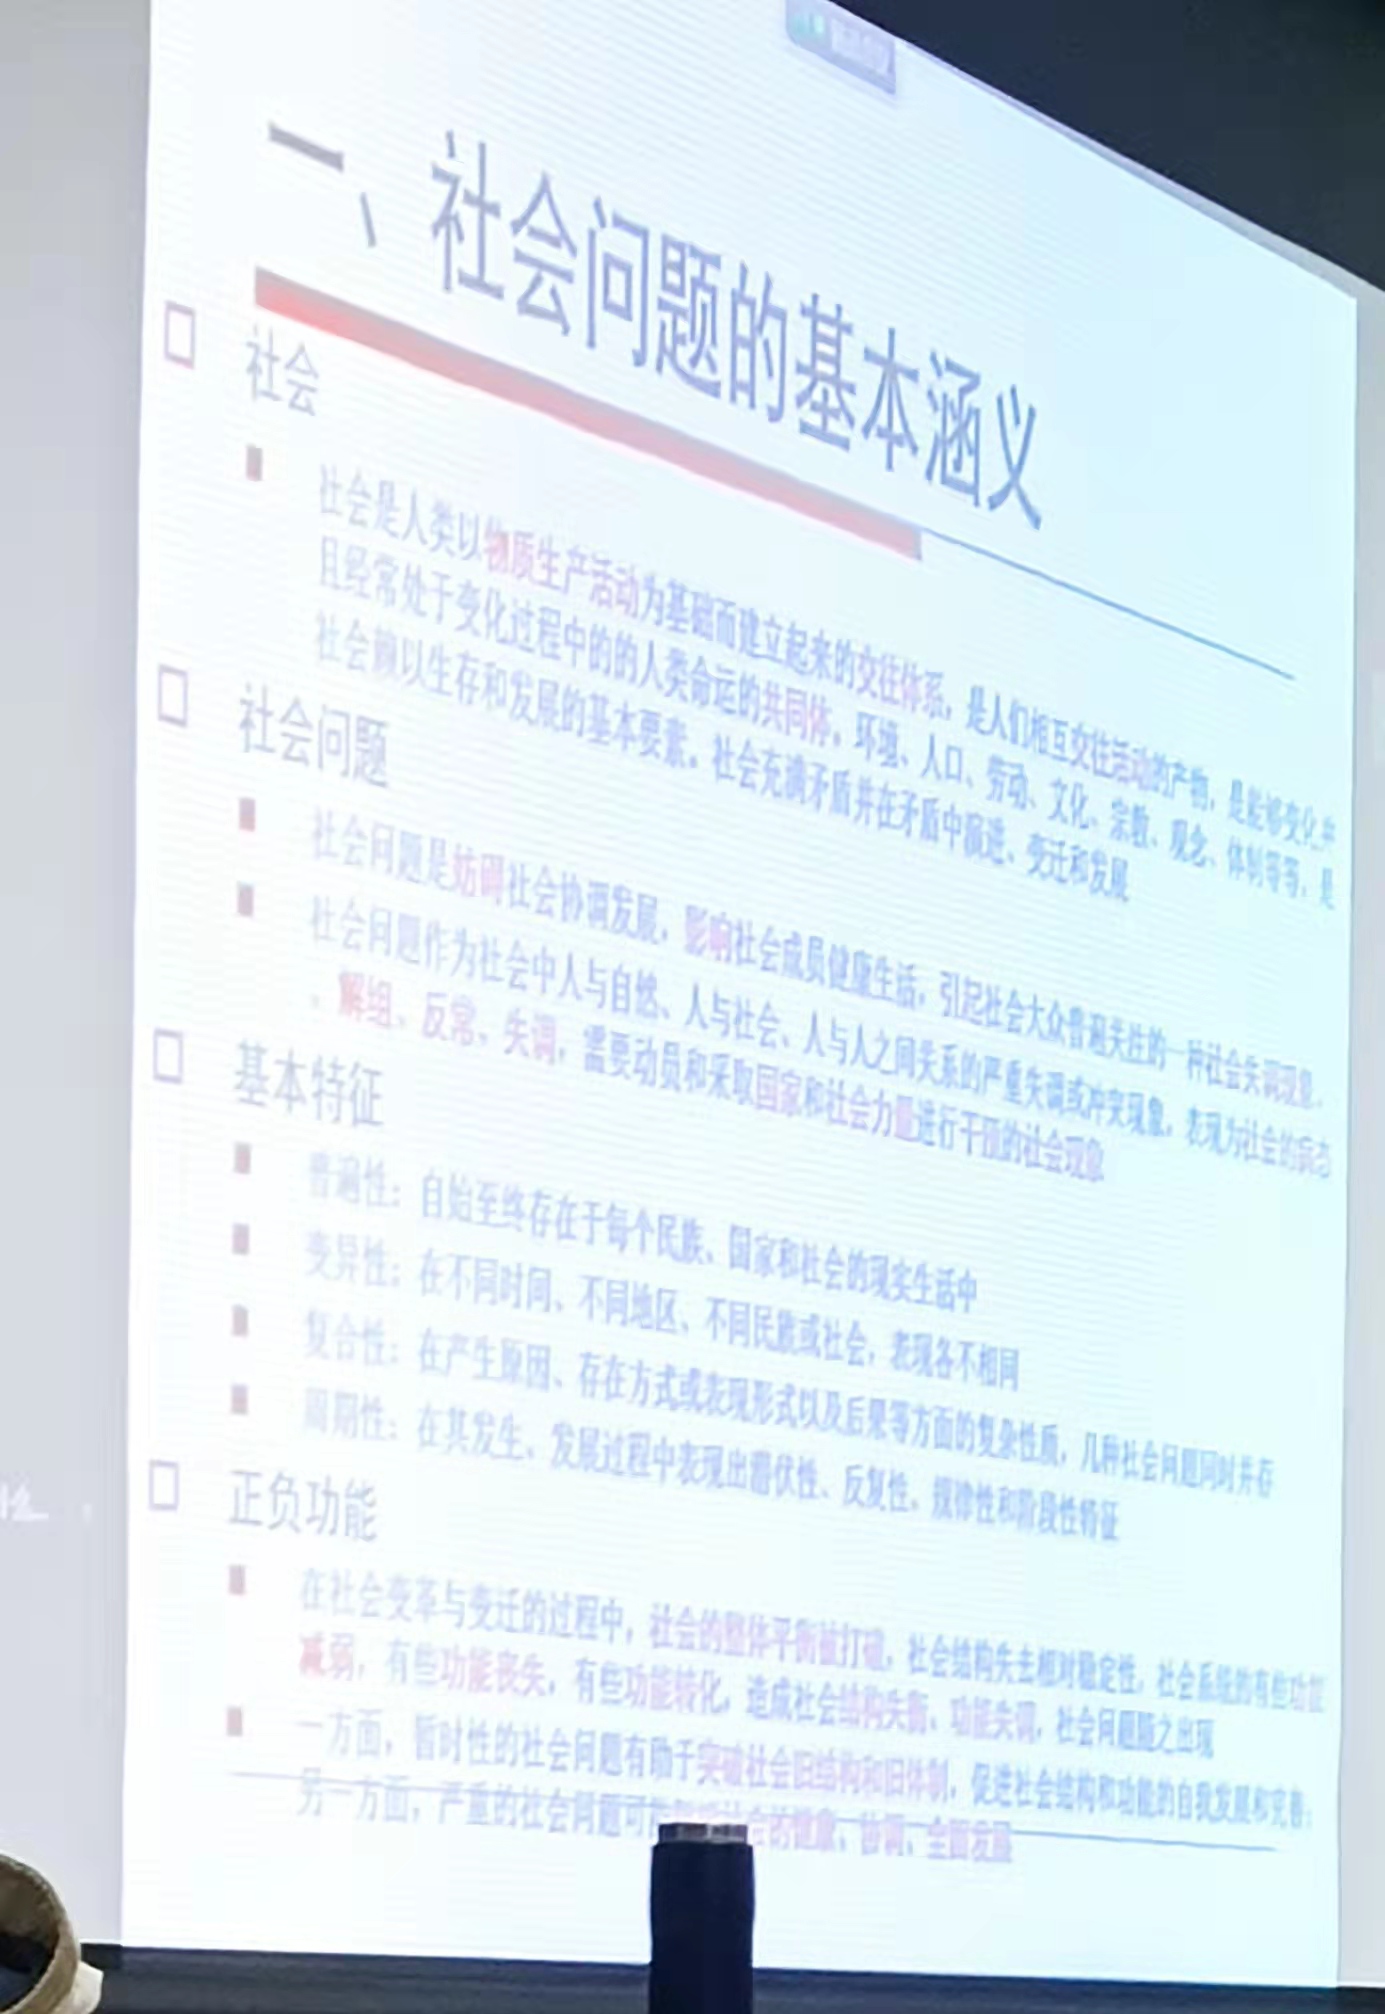 一、社会问题的基本涵义
社会
社会是人类以物质生产活动为基础而建立起来的交往体系，是人们相互交往活动的产物，是能够变化并
且经常处于变化过程中的的人类命运的共同体。环境、人口、劳动、文化、宗教、观念、体制等等，是
社会赖以生存和发展的基本要素。社会充满矛盾并在矛盾中演进、变迁和发展
社会问题
社会问题是妨碍社会协调发展，影响社会成员健康生活，引起社会大众普遍关注的一种社会失调现象。
社会问题作为社会中人与自然、人与社会、人与人之间关系的严重失调或冲突现象，表现为社会的病态
、解组、反常、失调，需要动员和采取国家和社会力量进行干预的社会现象
基本特征
普遍性：自始至终存在于每个民族、国家和社会的现实生活中
变异性：在不同时间、不同地区、不同民族或社会，表现各不相同
复合性：在产生原因、存在方式或表现形式以及后果等方面的复杂性质，几种社会问题同时并存
周期性：在其发生、发展过程中表现出潜伏性、反复性、规律性和阶段性特征
正负功能
在社会变革与变迁的过程中，社会的整体平衡被打破，社会结构失去相对稳定性，社会系统的有些功能
减弱，有些功能丧失，有些功能转化，造成社会结构失衡、功能失调，社会问题随之出现
一方面，暂时性的社会问题有助于突破社会旧结构和旧体制，促进社会结构和功能的自我发展和完善；
另一方面，严重的社会问题可 社会的健康、协调、全面发展